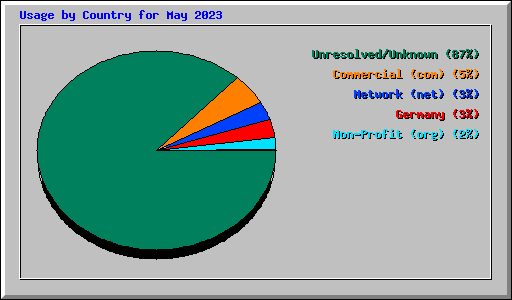 Usage by Country for May 2023
Unresolved/Unknown (87%)
Commercial (com) (5%)
Network (net) (3%)
Germany (3%)
Non-Profit (org) (2%)